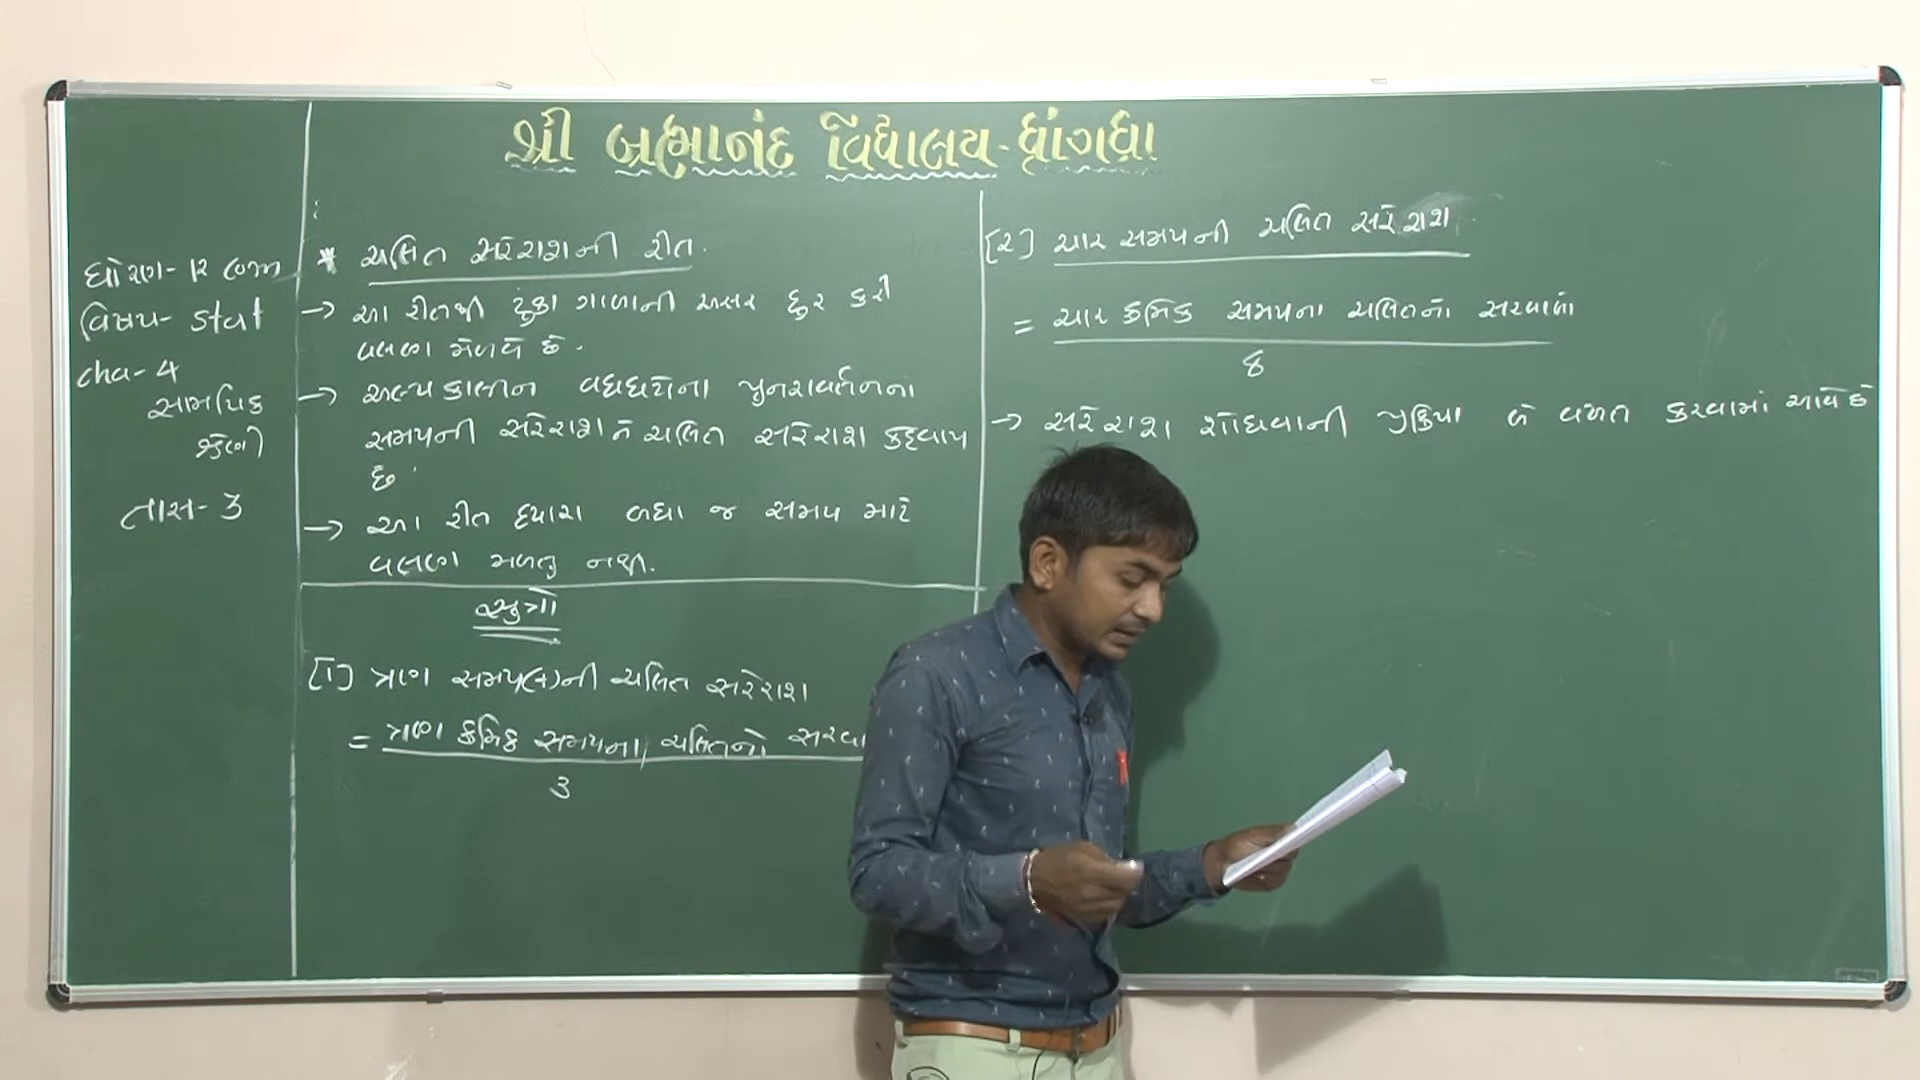 શ્રી બ્રહ્માનંદ વિદ્યાલય-ધ્રાંગધ્રા
ધોરણ-12 com
વિષય- stat
cha-4
સામયિક
શ્રેણી
તાસ-3
* ચલિત સરેરાશની રીત.
→ આ રીતથી ટુંકા ગાળાની અસર દુર કરી
વલણ મેળવે છે.
→ અલ્પકાલીન વધઘટોના પુનરાવર્તનના
સમયની સરેરાશને ચલિત સરેરાશ કહેવાય
છે.
→ આ રીત દ્વારા બધા જ સમય માટે
વલણ મળતુ નથી.
સુત્રો
[1] ત્રણ સમય(ત)ની ચલિત સરેરાશ
= ત્રણ ક્રમિક સમયના ચલિતનો સરવા
3
[2] ચાર સમયની ચલિત સરેરાશ
= ચાર ક્રમિક સમયના ચલિતનો સરવાળો
8
→ સરેરાશ શોધવાની પ્રક્રિયા બે વખત કરવામાં આવે છે